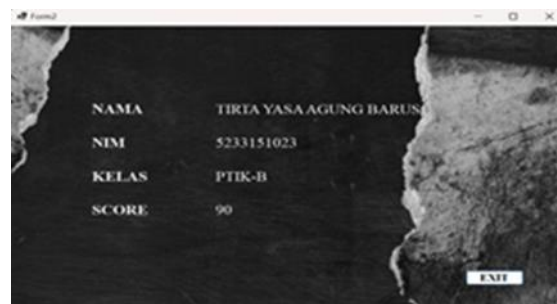 Form2
NAMA TIRTA YASA AGUNG BARUS
NIM 5233151023
KELAS PTIK-B
SCORE 90
EXIT